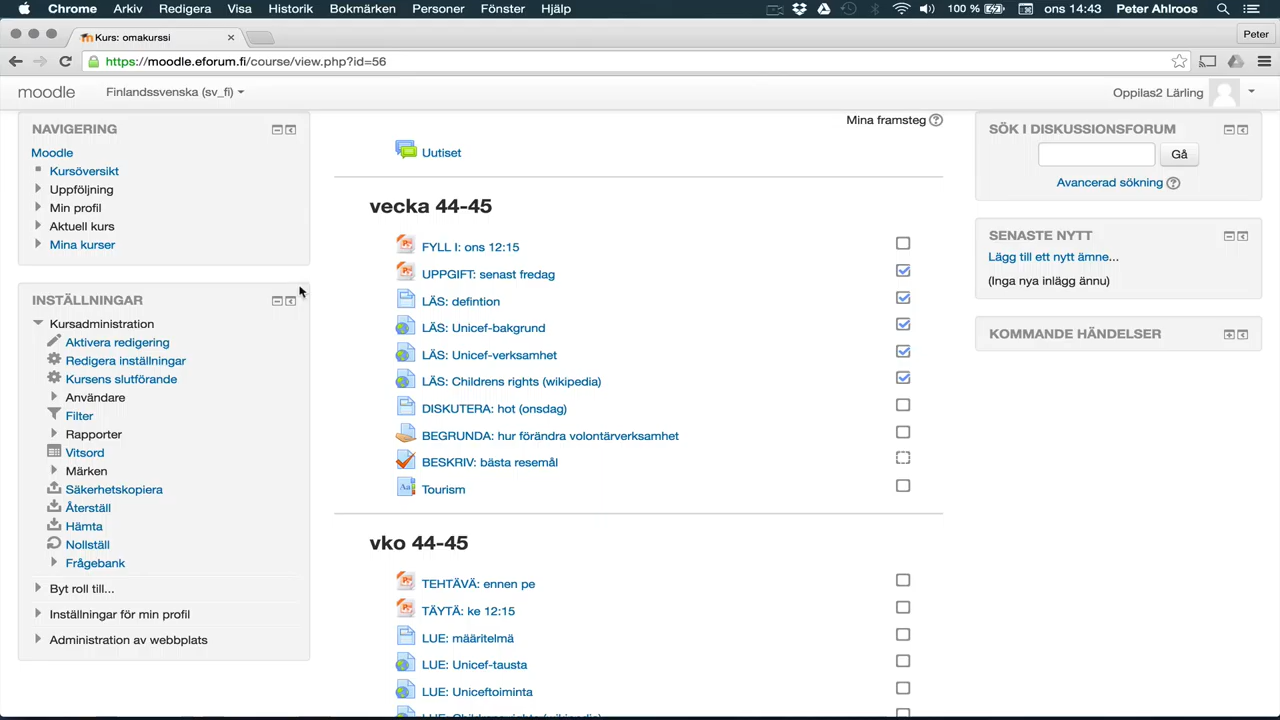 Chrome Arkiv Redigera Visa Historik Bokmärken Personer Fönster Hjälp 100 % ons 14:43 Peter Ahlroos
Kurs: omakurssi
Peter
https://moodle.eforum.fi/course/view.php?id=56
moodle Finlandssvenska (sv_fi) Oppilas2 Lärling
NAVIGERING
Moodle
Kursöversikt
Uppföljning
Min profil
Aktuell kurs
Mina kurser
INSTÄLLNINGAR
Kursadministration
Aktivera redigering
Redigera inställningar
Kursens slutförande
Användare
Filter
Rapporter
Vitsord
Märken
Säkerhetskopiera
Återställ
Hämta
Nollställ
Frågebank
Byt roll till...
Inställningar för min profil
Administration av webbplats
Mina framsteg
Uutiset
vecka 44-45
FYLL I: ons 12:15
UPPGIFT: senast fredag
LÄS: defintion
LÄS: Unicef-bakgrund
LÄS: Unicef-verksamhet
LÄS: Childrens rights (wikipedia)
DISKUTERA: hot (onsdag)
BEGRUNDA: hur förändra volontärverksamhet
BESKRIV: bästa resemål
Tourism
vko 44-45
TEHTÄVÄ: ennen pe
TÄYTÄ: ke 12:15
LUE: määritelmä
LUE: Unicef-tausta
LUE: Uniceftoiminta
LUE: Childrens rights (wikipedia)
SÖK I DISKUSSIONSFORUM
Gå
Avancerad sökning
SENASTE NYTT
Lägg till ett nytt ämne...
(Inga nya inlägg ännu)
KOMMANDE HÄNDELSER